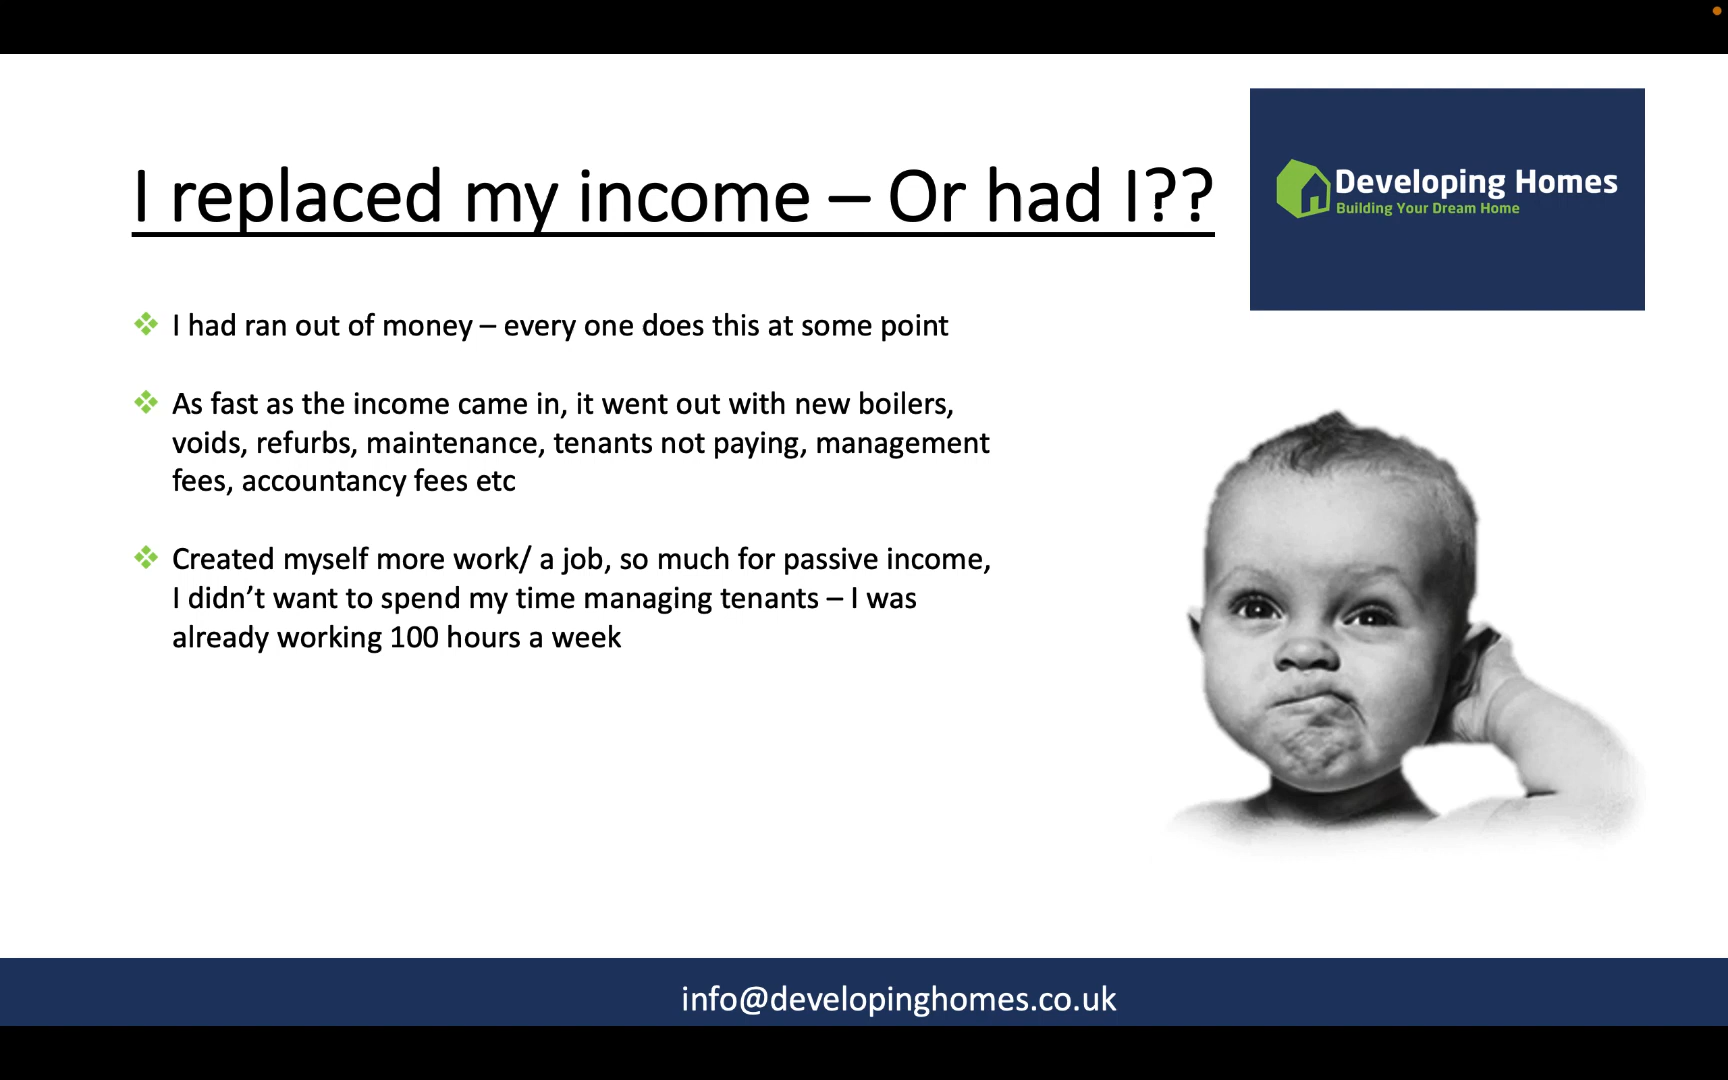 I replaced my income – Or had I??
Developing Homes
Building Your Dream Home
I had ran out of money – every one does this at some point
As fast as the income came in, it went out with new boilers,
voids, refurbs, maintenance, tenants not paying, management
fees, accountancy fees etc
Created myself more work/ a job, so much for passive income,
I didn’t want to spend my time managing tenants – I was
already working 100 hours a week
info@developinghomes.co.uk